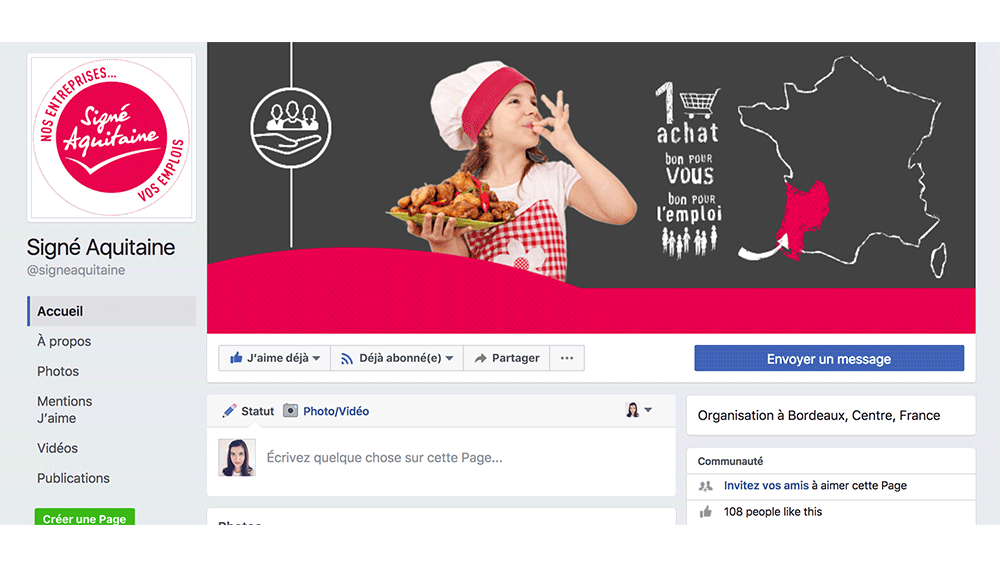 NOS ENTREPRISES...
Signé
Aquitaine
VOS EMPLOIS
Signé Aquitaine
@signeaquitaine
Accueil
À propos
Photos
Mentions
J'aime
Vidéos
Publications
Créer une Page
1
achat
bon POUR
VOUS
bon POUR
l'emploi
J'aime déjà
Déjà abonné(e)
Partager
Envoyer un message
Statut
Photo/Vidéo
Écrivez quelque chose sur cette Page...
Photos
Organisation à Bordeaux, Centre, France
Communauté
Invitez vos amis à aimer cette Page
108 people like this